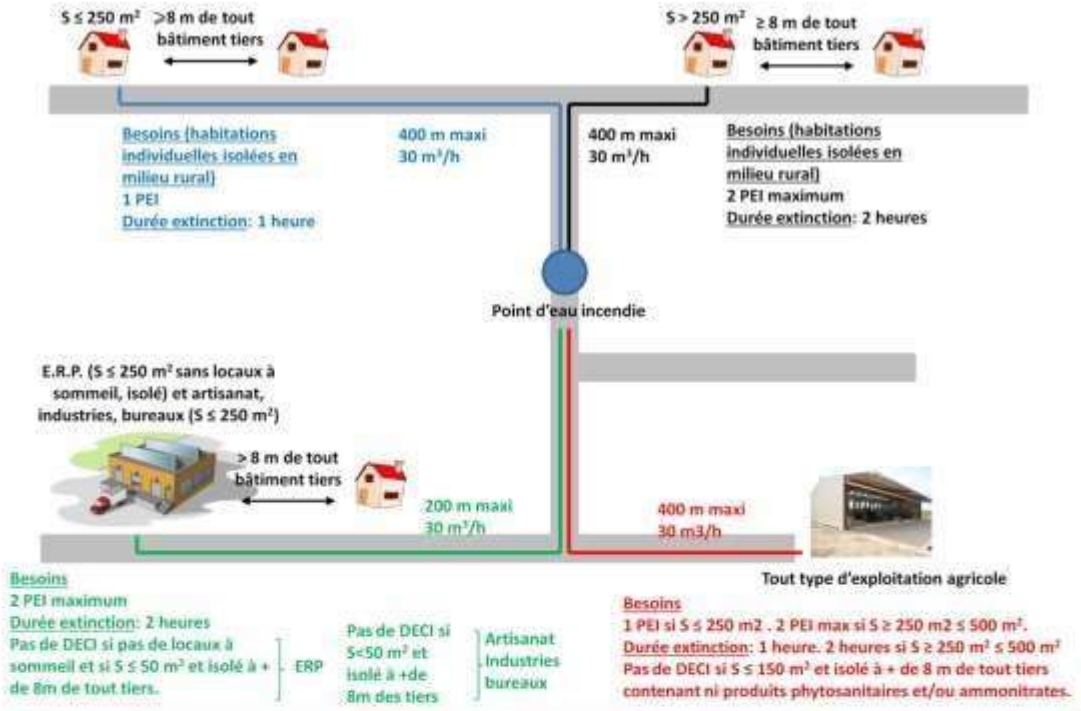 S ≤ 250 m²
⩾8 m de tout
bâtiment tiers
S > 250 m²
≥ 8 m de tout
bâtiment tiers
Besoins (habitations
individuelles isolées en
milieu rural)
1 PEI
Durée extinction: 1 heure
400 m maxi
30 m³/h
400 m maxi
30 m³/h
Besoins (habitations
individuelles isolées en
milieu rural)
2 PEI maximum
Durée extinction: 2 heures
Point d'eau incendie
E.R.P. (S ≤ 250 m² sans locaux à
sommeil, isolé) et artisanat,
industries, bureaux (S ≤ 250 m²)
> 8 m de tout
bâtiment tiers
200 m maxi
30 m³/h
400 m maxi
30 m3/h
Tout type d'exploitation agricole
Besoins
2 PEI maximum
Durée extinction: 2 heures
Pas de DECI si pas de locaux à
sommeil et si S ≤ 50 m² et isolé à +
de 8m de tout tiers.
ERP
Pas de DECI si
S<50 m² et
isolé à +de
8m des tiers
Artisanat
Industries
bureaux
Besoins
1 PEI si S ≤ 250 m2 . 2 PEI max si S ≥ 250 m2 ≤ 500 m².
Durée extinction: 1 heure. 2 heures si S ≥ 250 m² ≤ 500 m²
Pas de DECI si S ≤ 150 m² et isolé à + de 8 m de tout tiers
contenant ni produits phytosanitaires et/ou ammonitrates.